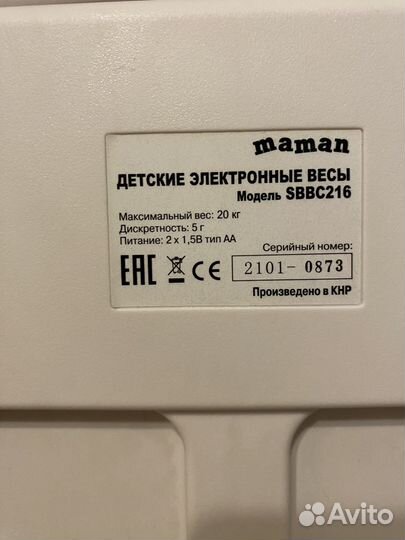 maman
ДЕТСКИЕ ЭЛЕКТРОННЫЕ ВЕСЫ
Модель SBBC216
Максимальный вес: 20 кг
Дискретность: 5 г
Питание: 2 х 1,5В тип АА
Серийный номер:
EAC CE 2101- 0873
Произведено в КНР
Avito